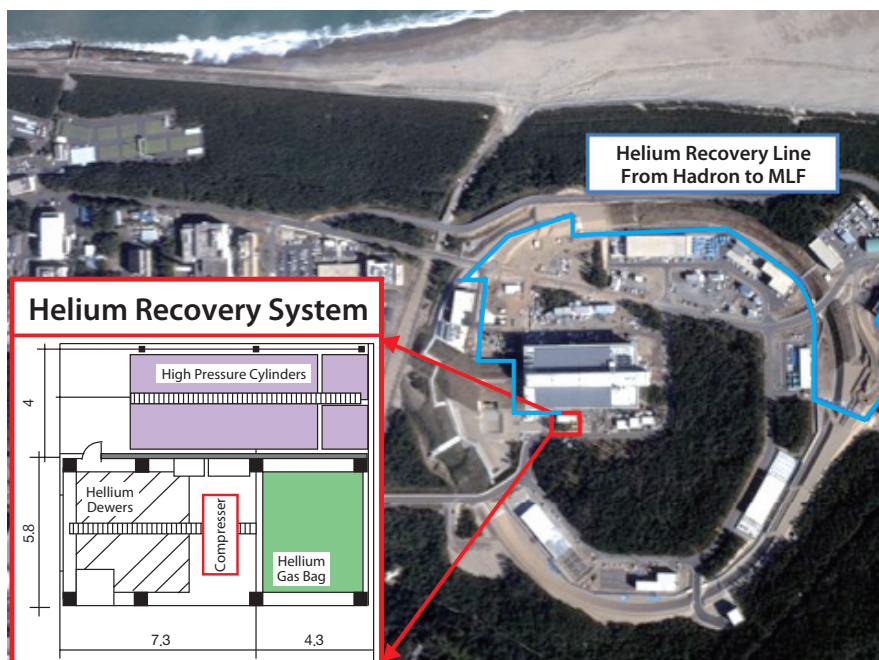 Helium Recovery Line
From Hadron to MLF
Helium Recovery System
High Pressure Cylinders
4
Hellium
Dewers
Compresser
5.8
Hellium
Gas Bag
7.3
4.3